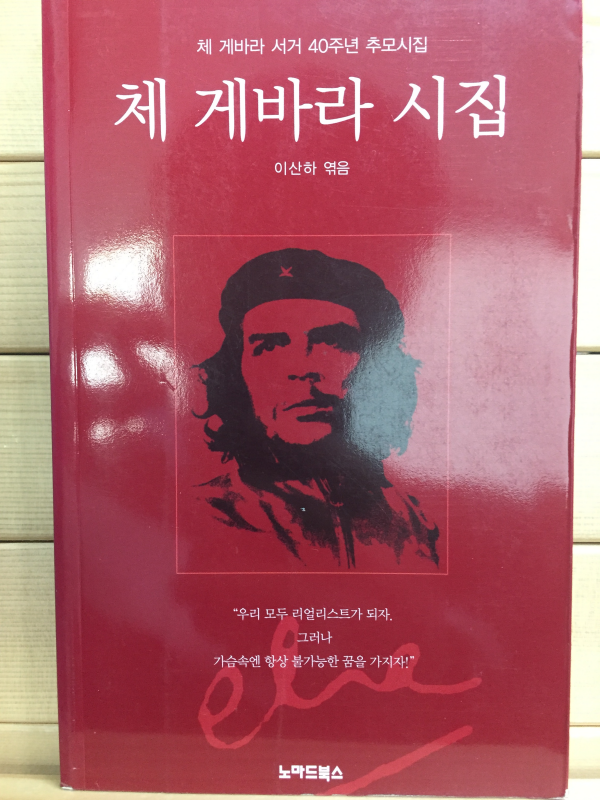 체 게바라 서거 40주년 추모시집
체 게바라 시집
이산하 엮음
“우리 모두 리얼리스트가 되자.
그러나
가슴속엔 항상 불가능한 꿈을 가지자!”
che
노마드북스